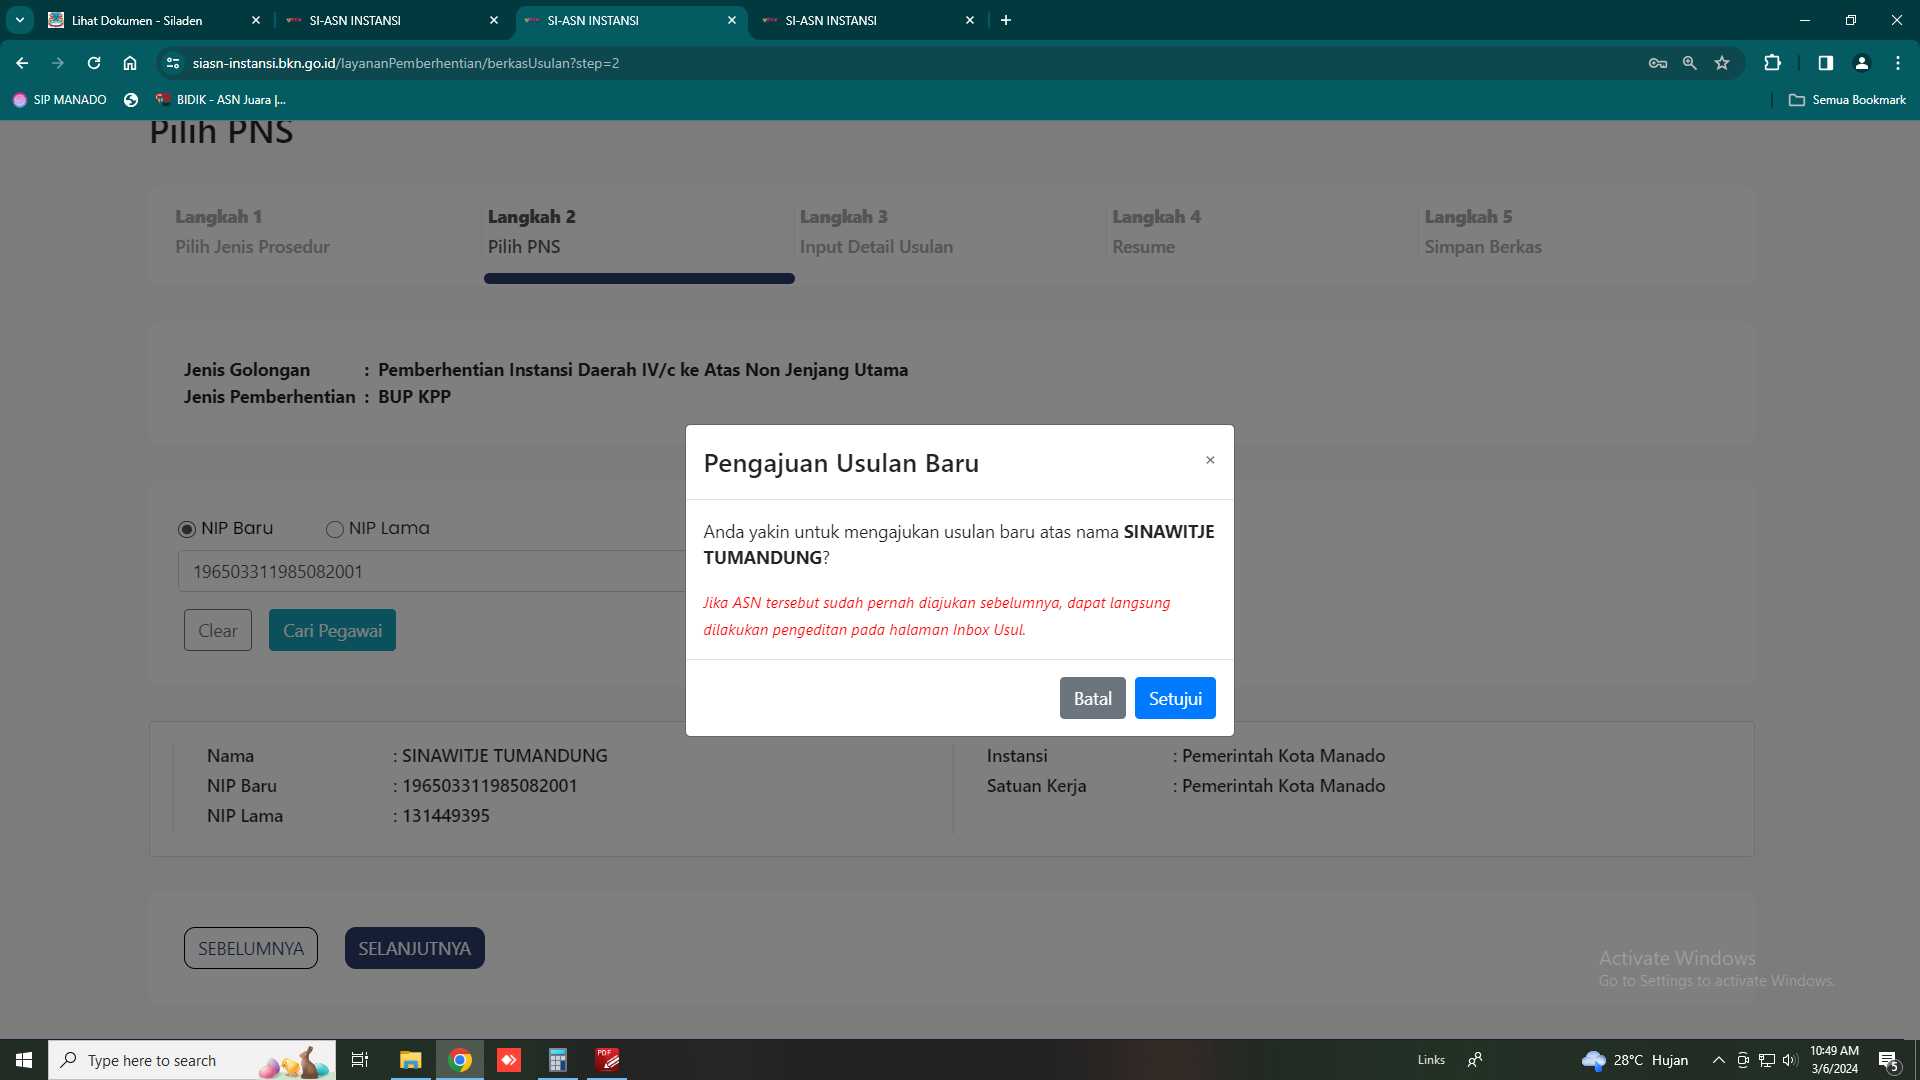 Lihat Dokumen - Siladen
SI-ASN INSTANSI
SI-ASN INSTANSI
SI-ASN INSTANSI
siasn-instansi.bkn.go.id/layananPemberhentian/berkasUsulan?step=2
SIP MANADO
BIDIK - ASN Juara |...
Semua Bookmark
Pilih PNS
Langkah 1
Pilih Jenis Prosedur
Langkah 2
Pilih PNS
Langkah 3
Input Detail Usulan
Langkah 4
Resume
Langkah 5
Simpan Berkas
Jenis Golongan : Pemberhentian Instansi Daerah IV/c ke Atas Non Jenjang Utama
Jenis Pemberhentian : BUP KPP
NIP Baru NIP Lama
196503311985082001
Clear Cari Pegawai
Pengajuan Usulan Baru ×
Anda yakin untuk mengajukan usulan baru atas nama SINAWITJE
TUMANDUNG?
Jika ASN tersebut sudah pernah diajukan sebelumnya, dapat langsung
dilakukan pengeditan pada halaman Inbox Usul.
Batal Setujui
Nama : SINAWITJE TUMANDUNG
NIP Baru : 196503311985082001
NIP Lama : 131449395
Instansi : Pemerintah Kota Manado
Satuan Kerja : Pemerintah Kota Manado
SEBELUMNYA SELANJUTNYA
Activate Windows
Go to Settings to activate Windows.
Type here to search
PDF
Links
28°C Hujan
10:49 AM
3/6/2024
5